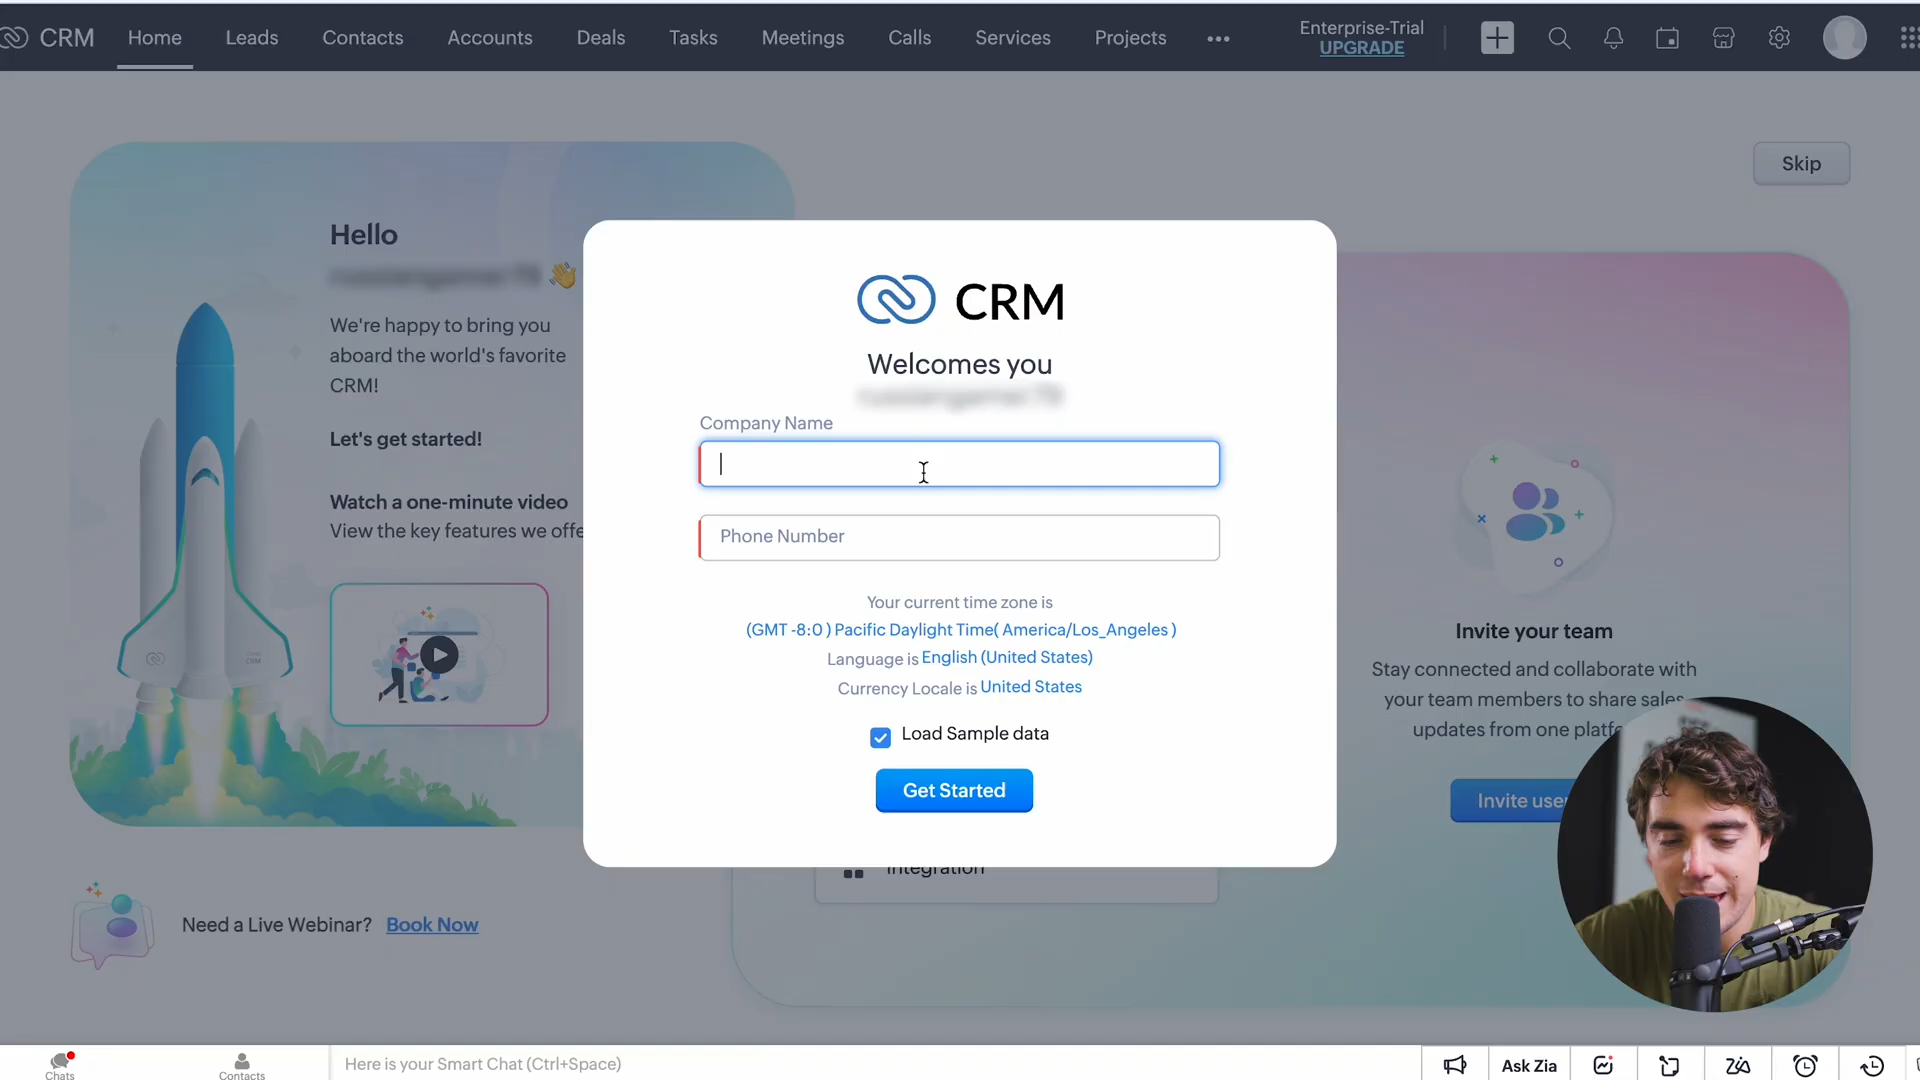 CRM
Home
Leads
Contacts
Accounts
Deals
Tasks
Meetings
Calls
Services
Projects
Enterprise-Trial
UPGRADE
Skip
Hello
We're happy to bring you
aboard the world's favorite
CRM!
Let's get started!
Watch a one-minute video
View the key features we offe
Need a Live Webinar? Book Now
CRM
Welcomes you
Company Name
Phone Number
Your current time zone is
(GMT -8:0 ) Pacific Daylight Time( America/Los_Angeles )
Language is English (United States)
Currency Locale is United States
Load Sample data
Get Started
Integration
Invite your team
Stay connected and collaborate with
your team members to share sales
updates from one platfo
Invite user
Chats
Contacts
Here is your Smart Chat (Ctrl+Space)
Ask Zia